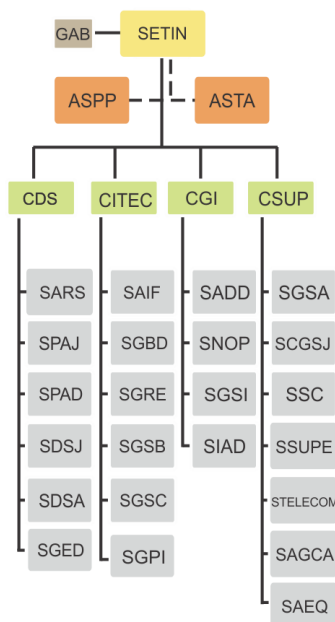 GAB
SETIN
ASPP
ASTA
CDS
CITEC
CGI
CSUP
SARS
SAIF
SADD
SGSA
SPAJ
SGBD
SNOP
SCGSJ
SPAD
SGRE
SGSI
SSC
SDSJ
SGSB
SIAD
SSUPE
SDSA
SGSC
STELECOM
SGED
SGPI
SAGCA
SAEQ